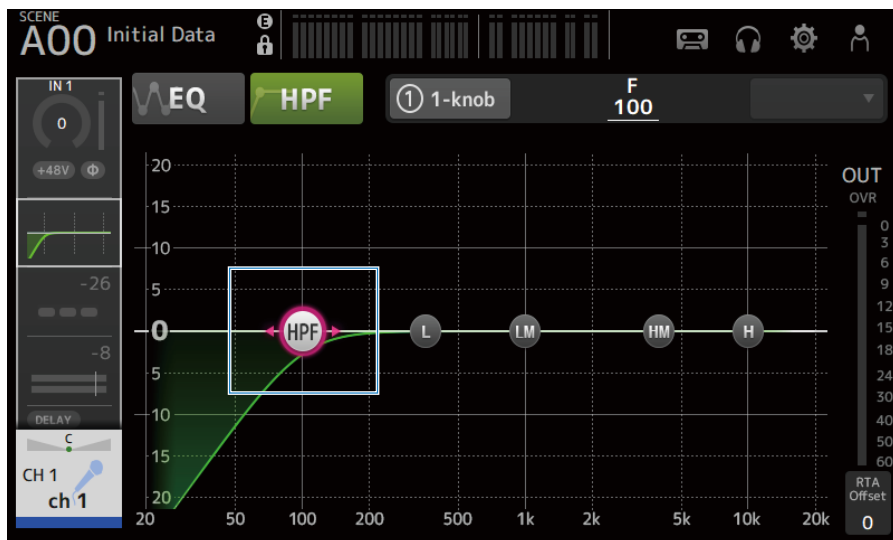 SCENE
A00 Initial Data
E
IN 1
0
+48V Φ
-26
-8
DELAY
C
CH 1
ch 1
EQ
HPF
1 1-knob
F
100
20
15
10
5
0
5
10
15
20
HPF
L
LM
HM
H
20 50 100 200 500 1k 2k 5k 10k 20k
OUT
OVR
0
3
6
9
12
15
18
24
30
40
50
60
RTA
Offset
0